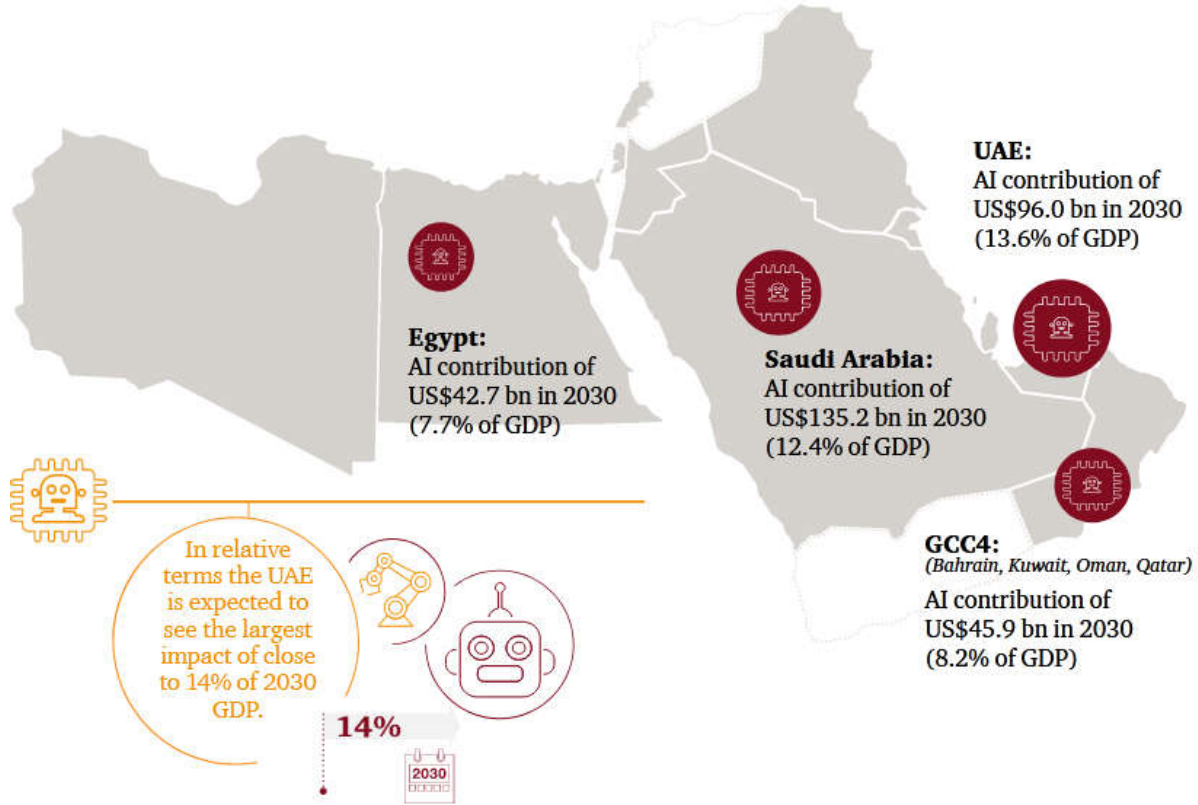 UAE:
AI contribution of
US$96.0 bn in 2030
(13.6% of GDP)
Egypt:
AI contribution of
US$42.7 bn in 2030
(7.7% of GDP)
Saudi Arabia:
AI contribution of
US$135.2 bn in 2030
(12.4% of GDP)
GCC4:
(Bahrain, Kuwait, Oman, Qatar)
AI contribution of
US$45.9 bn in 2030
(8.2% of GDP)
In relative
terms the UAE
is expected to
see the largest
impact of close
to 14% of 2030
GDP.
14%
2030